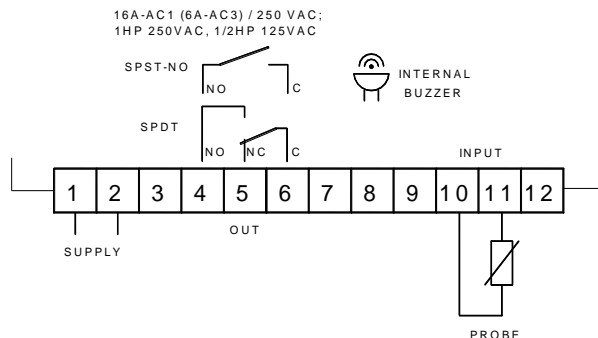 16A-AC1 (6A-AC3) / 250 VAC;
1HP 250VAC, 1/2HP 125VAC
SPST-NO
NO C
INTERNAL
BUZZER
SPDT
NO NC C
INPUT
1 2 3 4 5 6 7 8 9 10 11 12
SUPPLY
OUT
PROBE